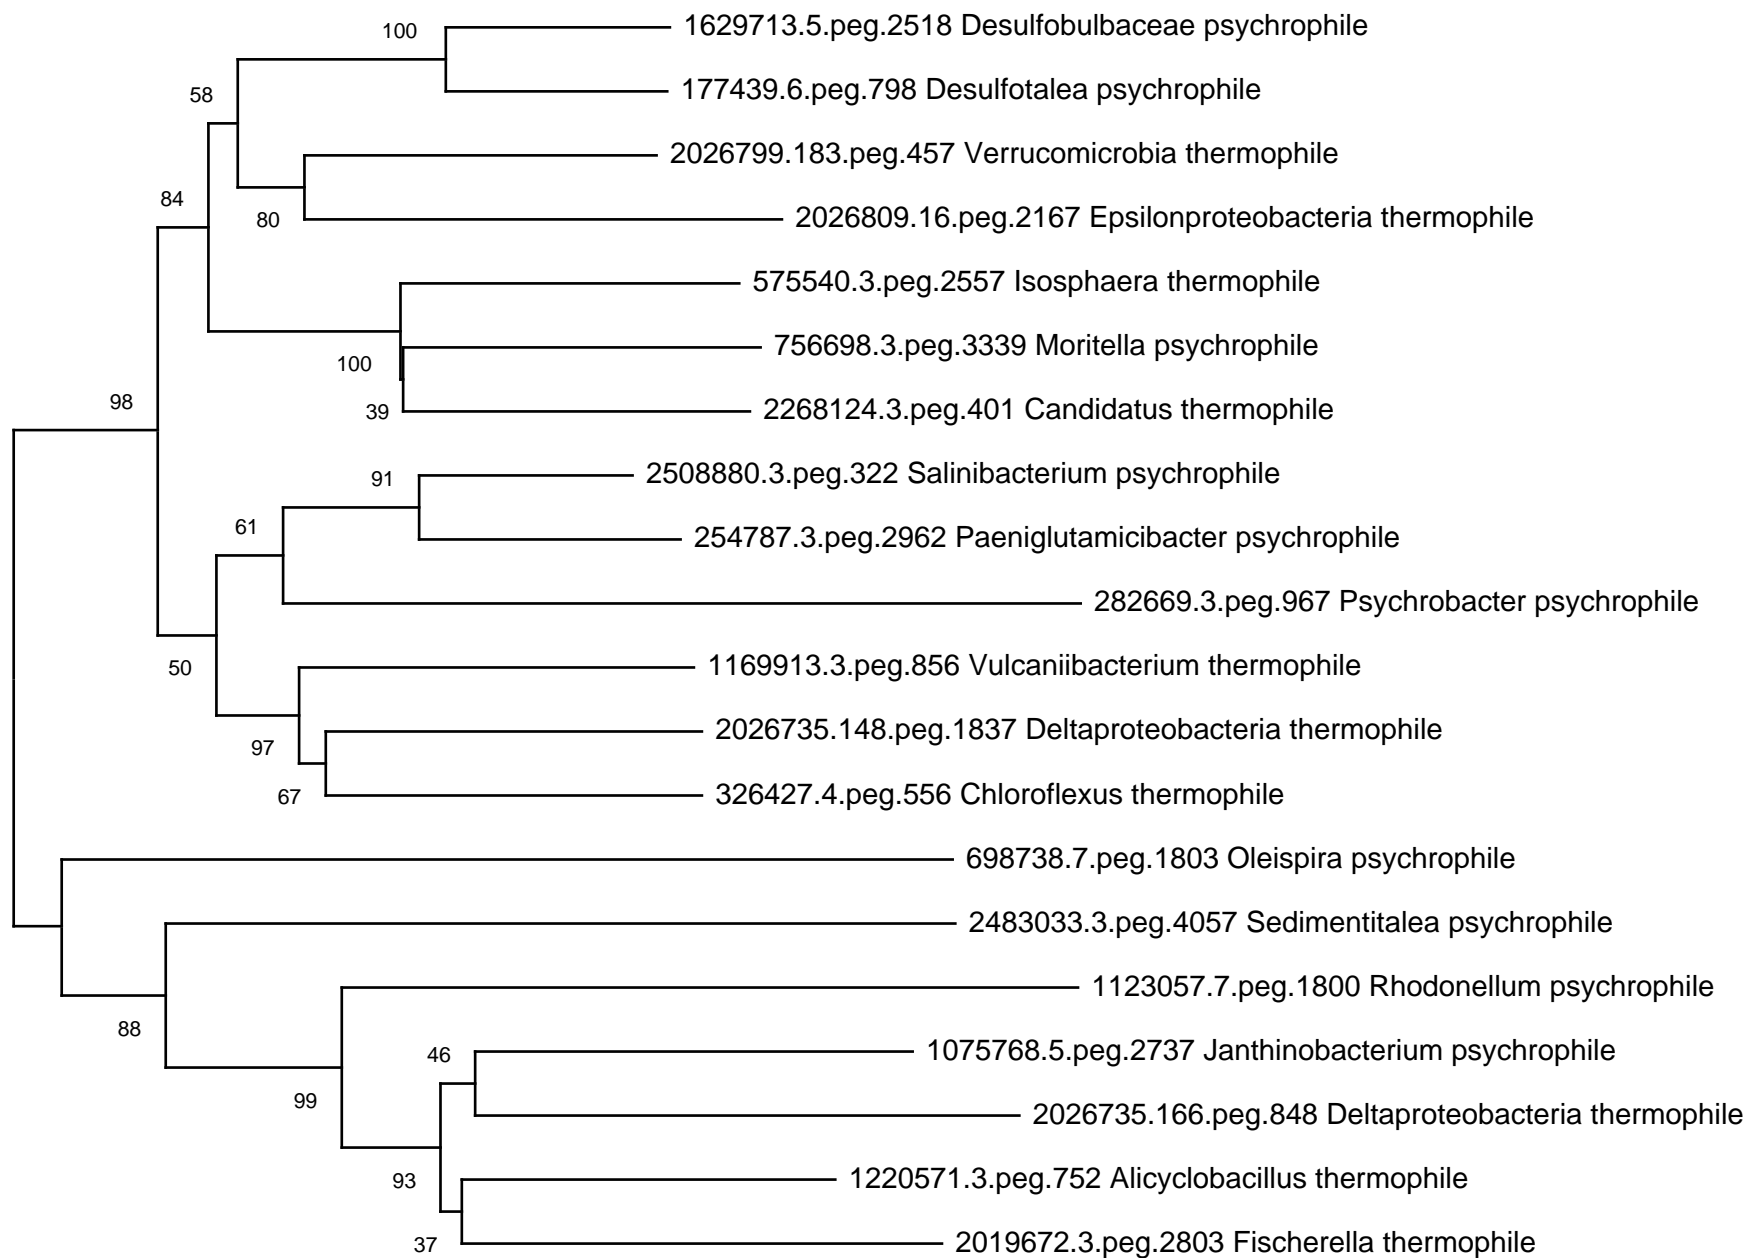 100
1629713.5.peg.2518 Desulfobulbaceae psychrophile
58
177439.6.peg.798 Desulfotalea psychrophile
2026799.183.peg.457 Verrucomicrobia thermophile
84
80
2026809.16.peg.2167 Epsilonproteobacteria thermophile
575540.3.peg.2557 Isosphaera thermophile
756698.3.peg.3339 Moritella psychrophile
100
98
39
2268124.3.peg.401 Candidatus thermophile
91
2508880.3.peg.322 Salinibacterium psychrophile
61
254787.3.peg.2962 Paeniglutamicibacter psychrophile
282669.3.peg.967 Psychrobacter psychrophile
50
1169913.3.peg.856 Vulcaniibacterium thermophile
97
2026735.148.peg.1837 Deltaproteobacteria thermophile
67
326427.4.peg.556 Chloroflexus thermophile
698738.7.peg.1803 Oleispira psychrophile
2483033.3.peg.4057 Sedimentitalea psychrophile
1123057.7.peg.1800 Rhodonellum psychrophile
88
46
1075768.5.peg.2737 Janthinobacterium psychrophile
99
2026735.166.peg.848 Deltaproteobacteria thermophile
93
1220571.3.peg.752 Alicyclobacillus thermophile
37
2019672.3.peg.2803 Fischerella thermophile